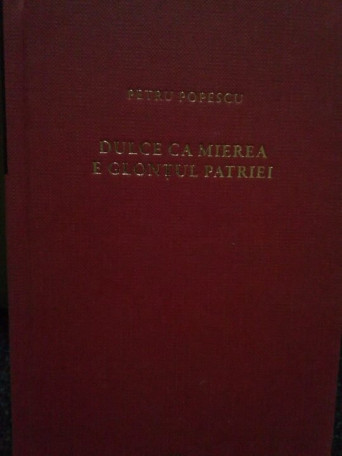 PETRU POPESCU
DULCE CA MIEREA
E GLONȚUL PATRIEI